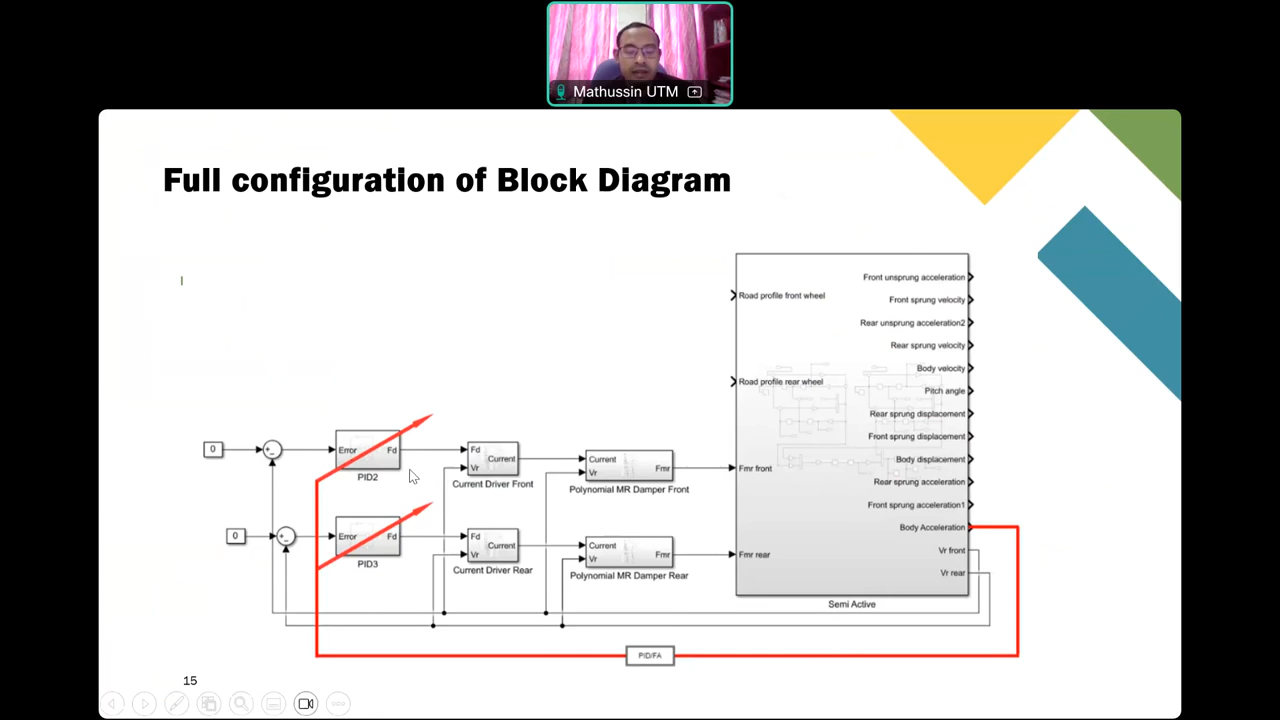 Mathussin UTM
Full configuration of Block Diagram
Front unsprung acceleration
Road profile front wheel
Front sprung velocity
Rear unsprung acceleration2
Rear sprung velocity
Body velocity
Road profile rear wheel
Pitch angle
Rear sprung displacement
Front sprung displacement
Body displacement
Rear sprung acceleration
Front sprung acceleration1
Body Acceleration
Vr front
Vr rear
Fmr front
Fmr rear
Semi Active
0
+
-
Error
Fd
PID2
Fd
Vr
Current
Current Driver Front
Current
Vr
Fmr
Polynomial MR Damper Front
0
+
-
Error
Fd
PID3
Fd
Vr
Current
Current Driver Rear
Current
Vr
Fmr
Polynomial MR Damper Rear
PID/FA
15